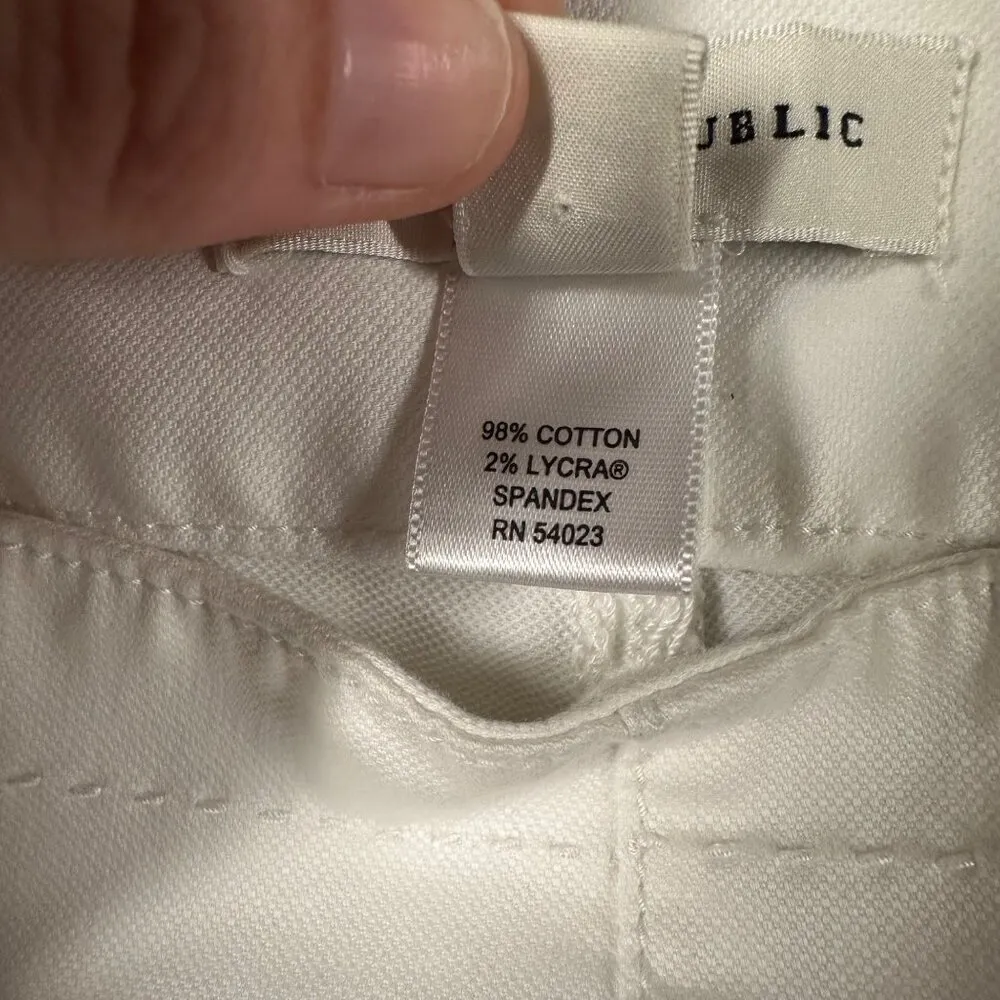 UBLIC
98% COTTON
2% LYCRA®
SPANDEX
RN 54023